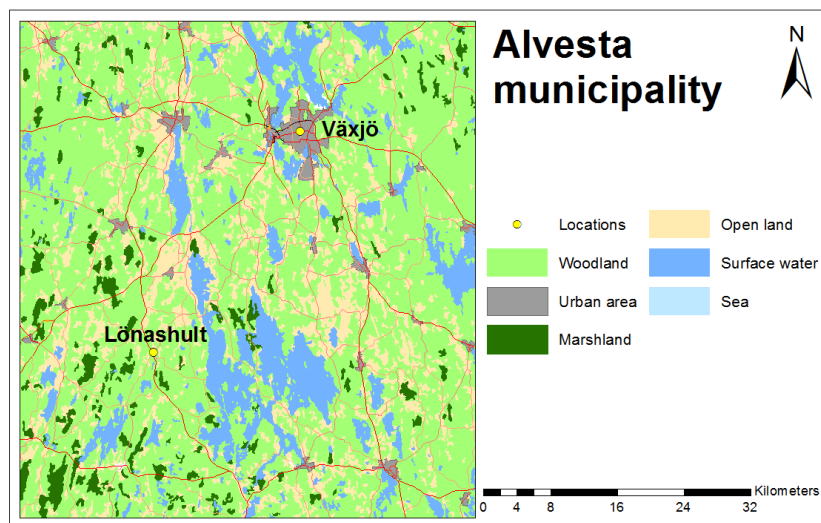 Alvesta
municipality
N
Växjö
Lönashult
Locations
Open land
Woodland
Surface water
Urban area
Sea
Marshland
Kilometers
0 2 4 8 16 24 32